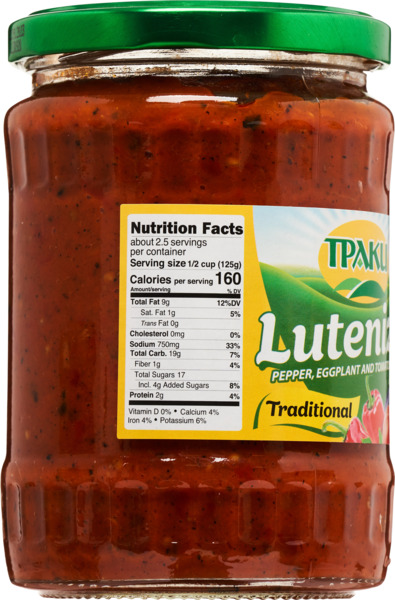 Nutrition Facts
about 2.5 servings
per container
Serving size 1/2 cup (125g)
Calories per serving 160
Amount/serving % DV
Total Fat 9g 12%DV
Sat. Fat 1g 5%
Trans Fat 0g
Cholesterol 0mg 0%
Sodium 750mg 33%
Total Carb. 19g 7%
Fiber 1g 4%
Total Sugars 17
Incl. 4g Added Sugars 8%
Protein 2g 4%
Vitamin D 0% • Calcium 4%
Iron 4% • Potassium 6%
ТРАКИ
Luteni
PEPPER, EGGPLANT AND TOMAT
Traditional